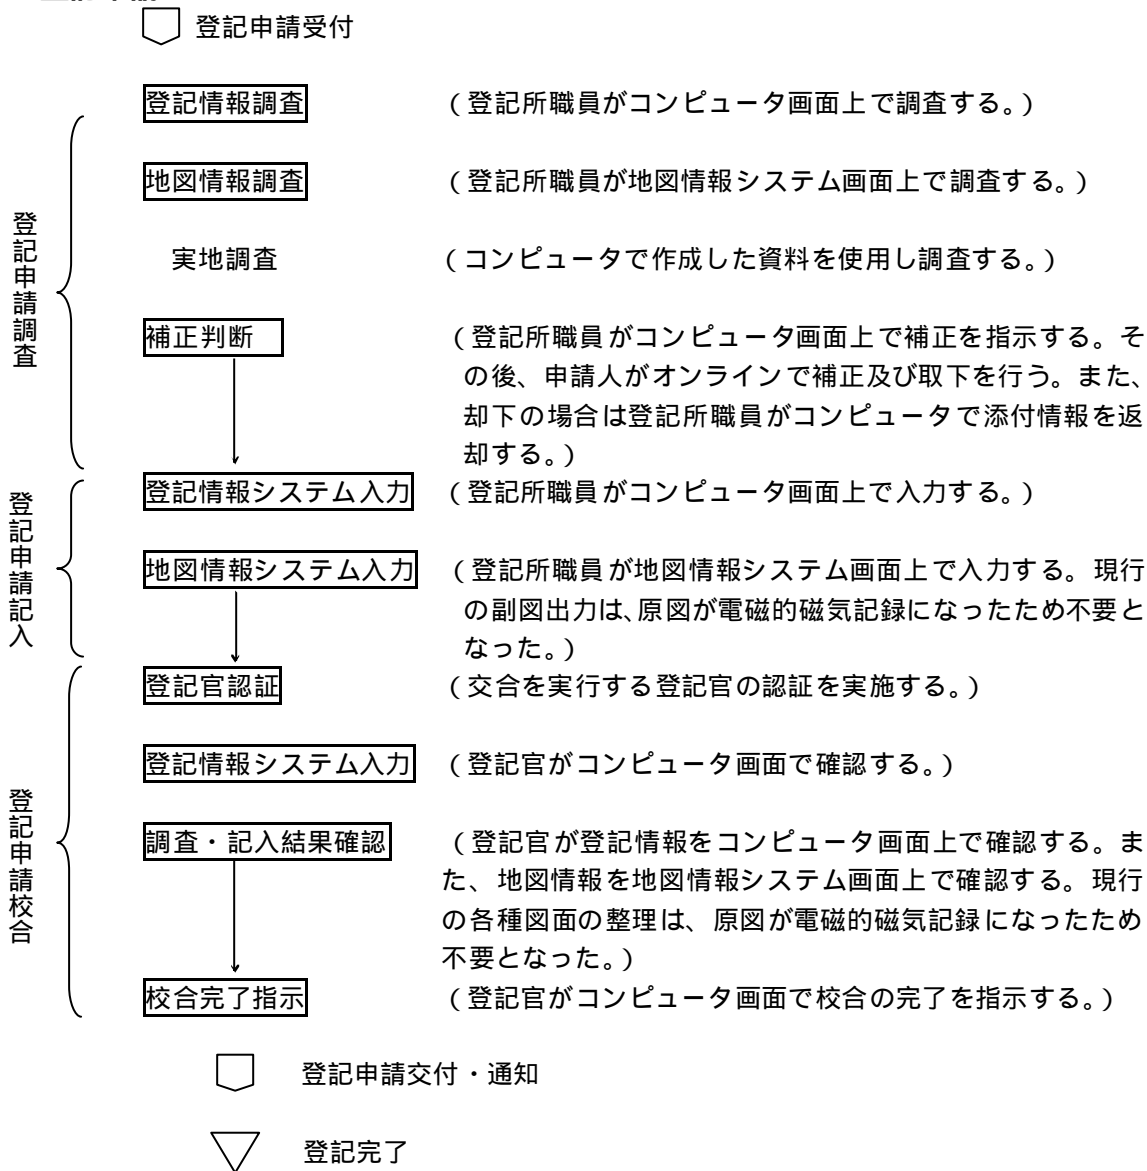 登記申請受付
登記情報調査 (登記所職員がコンピュータ画面上で調査する。)
地図情報調査 (登記所職員が地図情報システム画面上で調査する。)
実地調査 (コンピュータで作成した資料を使用し調査する。)
登記申請調査
補正判断 (登記所職員がコンピュータ画面上で補正を指示する。そ
の後、申請人がオンラインで補正及び取下を行う。また、
却下の場合は登記所職員がコンピュータで添付情報を返
却する。)
登記情報システム入力 (登記所職員がコンピュータ画面上で入力する。)
登記申請記入
地図情報システム入力 (登記所職員が地図情報システム画面上で入力する。現行
の副図出力は、原図が電磁的磁気記録になったため不要と
なった。)
登記官認証 (交合を実行する登記官の認証を実施する。)
登記情報システム入力 (登記官がコンピュータ画面で確認する。)
登記申請校合
調査・記入結果確認 (登記官が登記情報をコンピュータ画面上で確認する。ま
た、地図情報を地図情報システム画面上で確認する。現行
の各種図面の整理は、原図が電磁的磁気記録になったため
不要となった。)
校合完了指示 (登記官がコンピュータ画面で校合の完了を指示する。)
登記申請交付・通知
登記完了